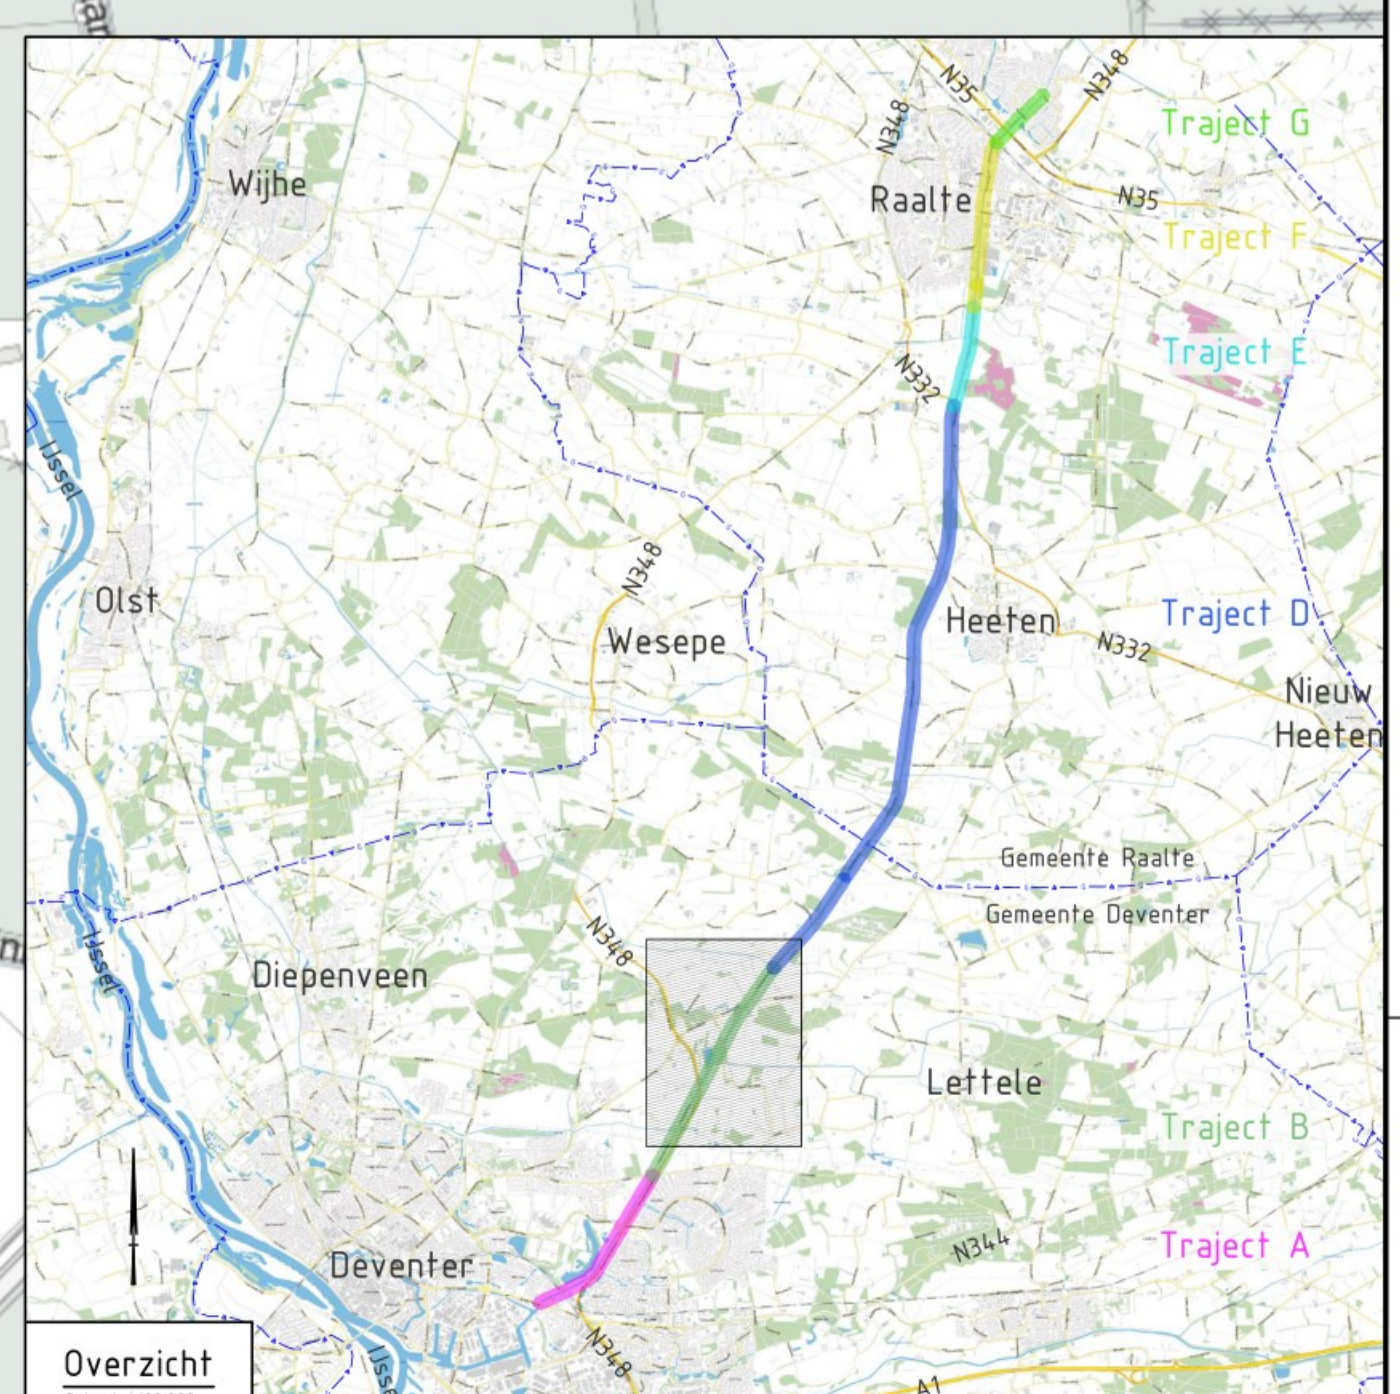 N35
N348
N348
Traject G
Wijhe
Raalte
N35
Traject F
Traject E
N332
IJssel
N348
Olst
Wesepe
Heeten
Traject D
N332
Nieuw
Heeten
Gemeente Raalte
Gemeente Deventer
N348
IJssel
Diepenveen
Lettele
Traject B
N344
Traject A
Deventer
N348
Overzicht
A1